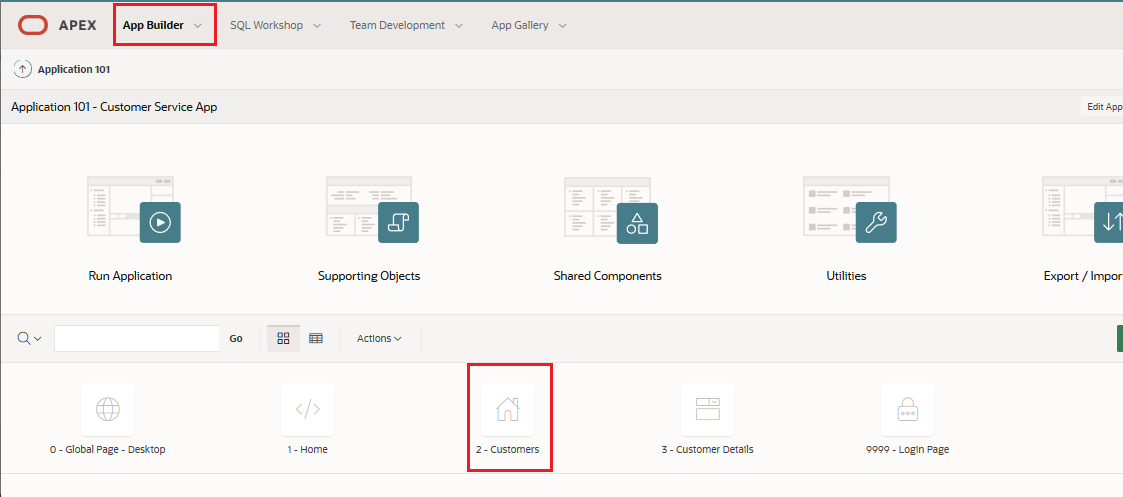 APEX App Builder SQL Workshop Team Development App Gallery
Application 101
Application 101 - Customer Service App Edit App
Run Application Supporting Objects Shared Components Utilities Export / Impor
Go Actions
0 - Global Page - Desktop 1 - Home 2 - Customers 3 - Customer Details 9999 - Login Page